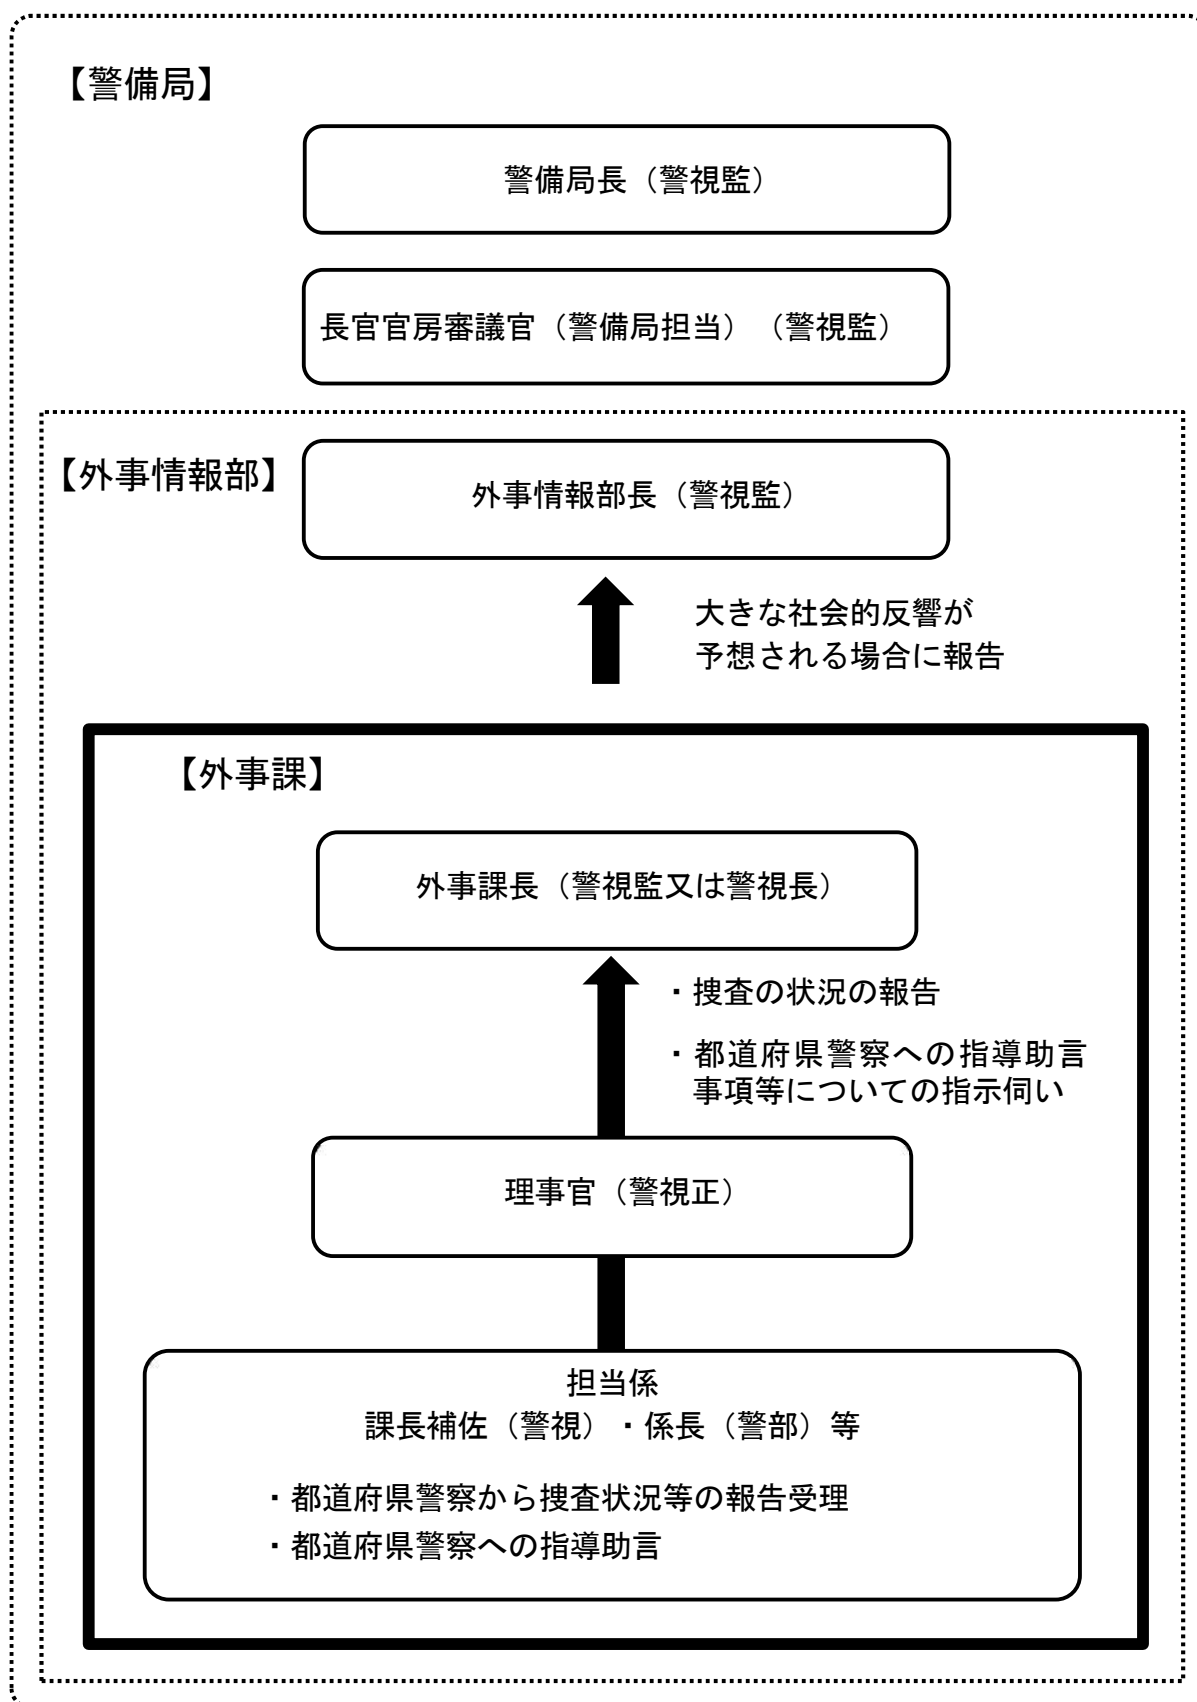 【警備局】
警備局長（警視監）
長官官房審議官（警備局担当）（警視監）
【外事情報部】
外事情報部長（警視監）
大きな社会的反響が
予想される場合に報告
【外事課】
外事課長（警視監又は警視長）
・捜査の状況の報告
・都道府県警察への指導助言
事項等についての指示伺い
理事官（警視正）
担当係
課長補佐（警視）・係長（警部）等
・都道府県警察から捜査状況等の報告受理
・都道府県警察への指導助言